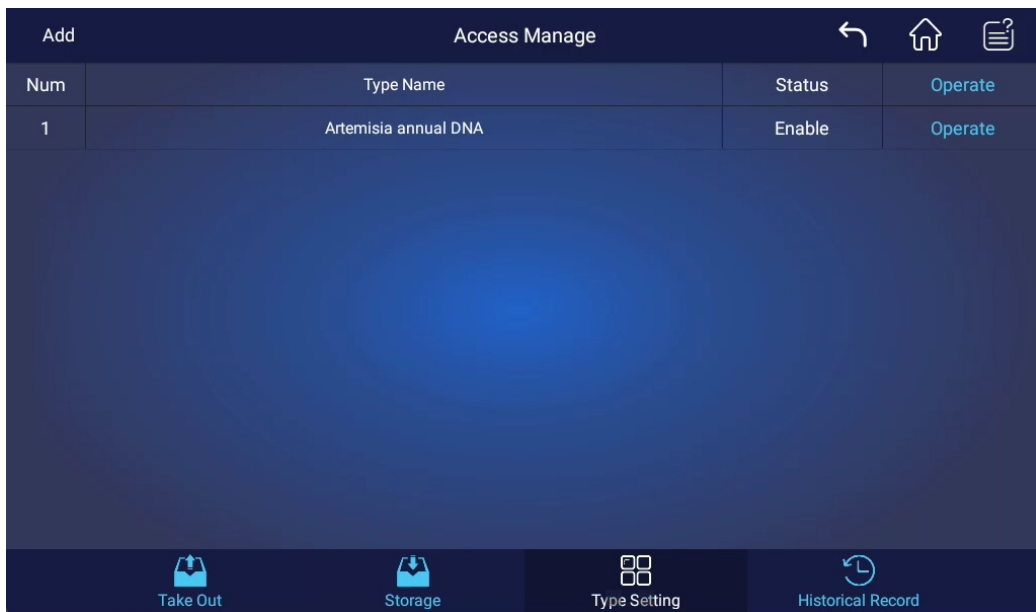 Add Access Manage
Num Type Name Status Operate
1 Artemisia annual DNA Enable Operate
Take Out Storage Type Setting Historical Record